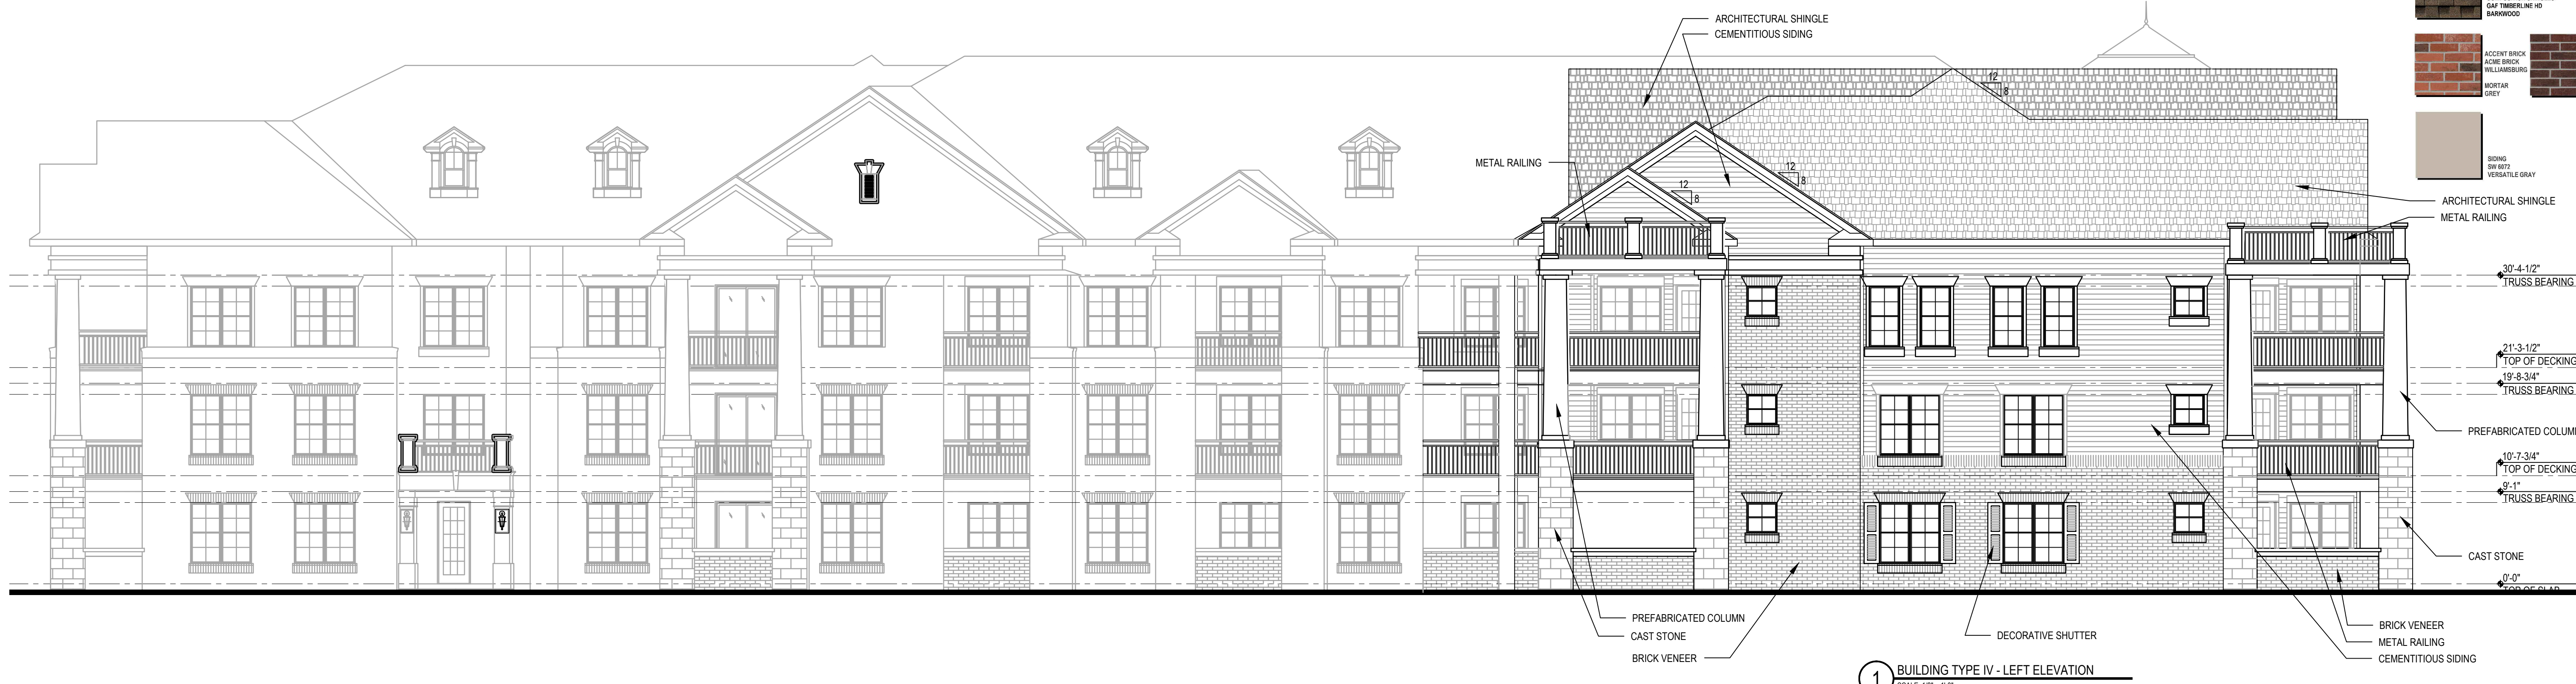 ARCHITECTURAL SHINGLE
CEMENTITIOUS SIDING
METAL RAILING
12
8
12
8
12
8
GAF TIMBERLINE HD
BARKWOOD
ACCENT BRICK
ACME BRICK
WILLIAMSBURG
MORTAR
GREY
SIDING
SW 6072
VERSATILE GRAY
ARCHITECTURAL SHINGLE
METAL RAILING
30'-4-1/2"
TRUSS BEARING
21'-3-1/2"
TOP OF DECKING
19'-8-3/4"
TRUSS BEARING
PREFABRICATED COLUM
10'-7-3/4"
TOP OF DECKING
9'-1"
TRUSS BEARING
CAST STONE
0'-0"
TOP OF SLAB
PREFABRICATED COLUMN
CAST STONE
BRICK VENEER
DECORATIVE SHUTTER
BRICK VENEER
METAL RAILING
CEMENTITIOUS SIDING
1
BUILDING TYPE IV - LEFT ELEVATION